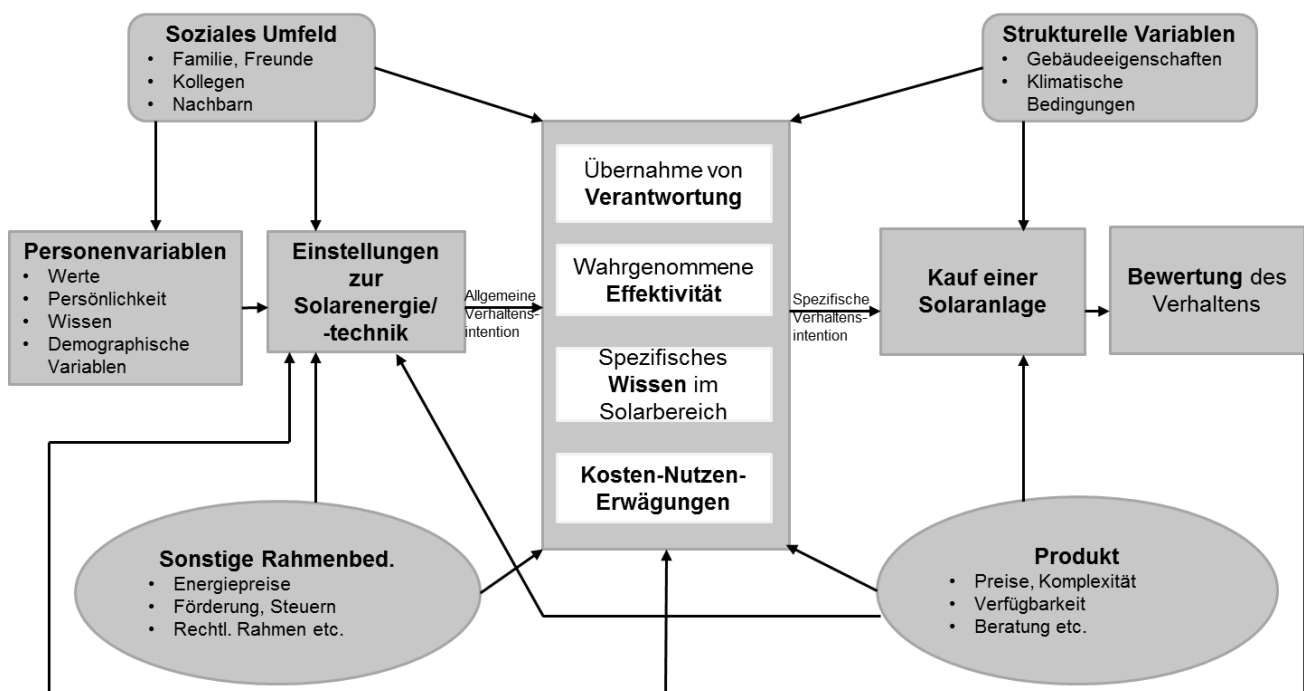 Soziales Umfeld
• Familie, Freunde
• Kollegen
• Nachbarn
Strukturelle Variablen
• Gebäudeeigenschaften
• Klimatische
Bedingungen
Personenvariablen
• Werte
• Persönlichkeit
• Wissen
• Demographische
Variablen
Einstellungen
zur
Solarenergie/
-technik
Allgemeine
Verhaltens-
intention
Übernahme von
Verantwortung
Wahrgenommene
Effektivität
Spezifisches
Wissen im
Solarbereich
Kosten-Nutzen-
Erwägungen
Spezifische
Verhaltens-
intention
Kauf einer
Solaranlage
Bewertung des
Verhaltens
Sonstige Rahmenbed.
• Energiepreise
• Förderung, Steuern
• Rechtl. Rahmen etc.
Produkt
• Preise, Komplexität
• Verfügbarkeit
• Beratung etc.